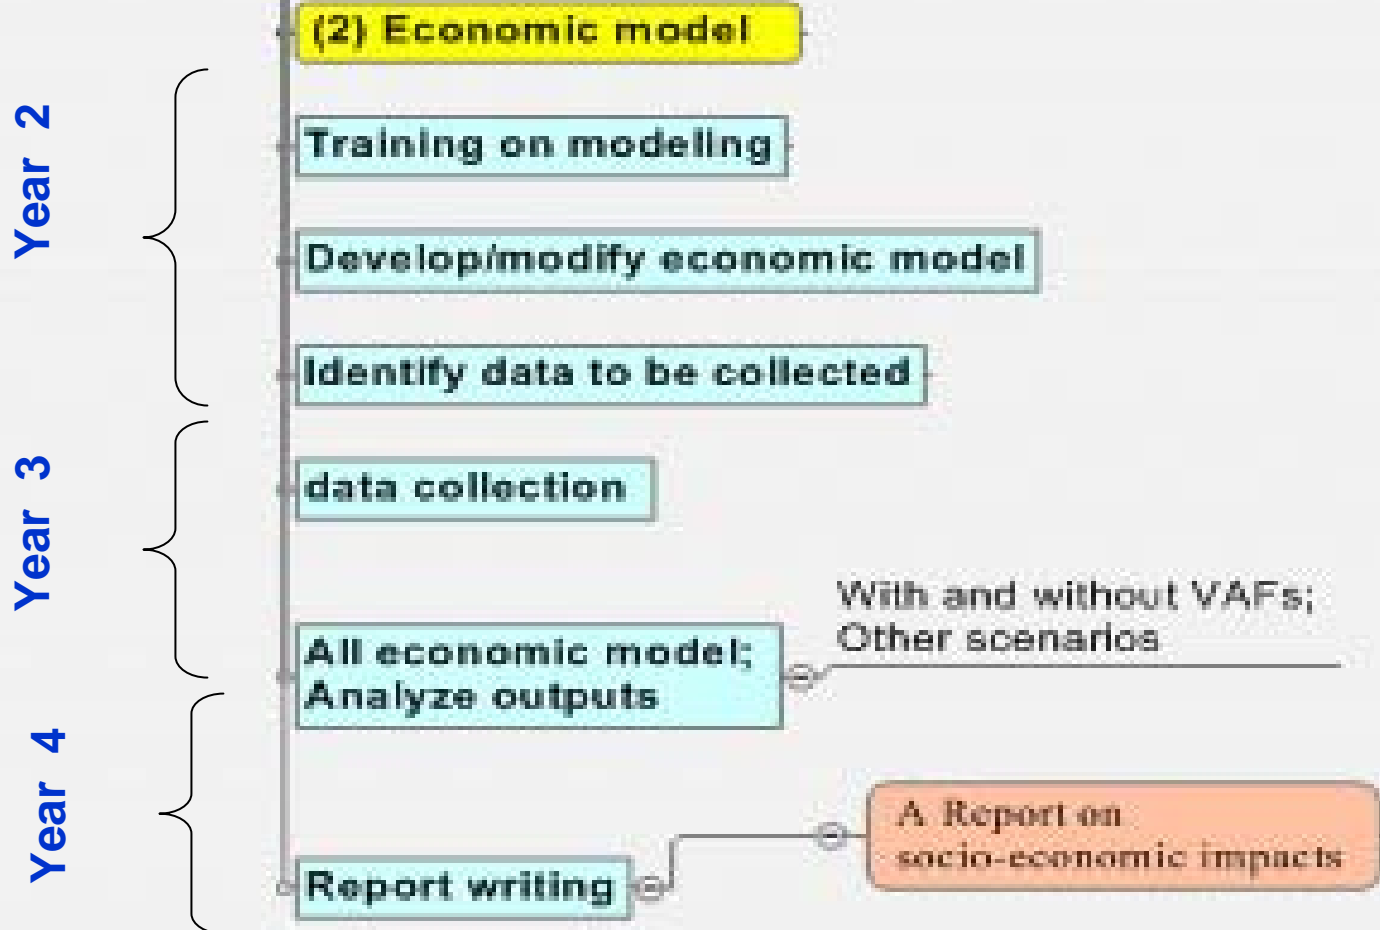 (2) Economic model
Year 2
Training on modeling
Develop/modify economic model
Identify data to be collected
Year 3
data collection
All economic model;
Analyze outputs
With and without VAFs;
Other scenarios
Year 4
Report writing
A Report on
socio-economic impacts